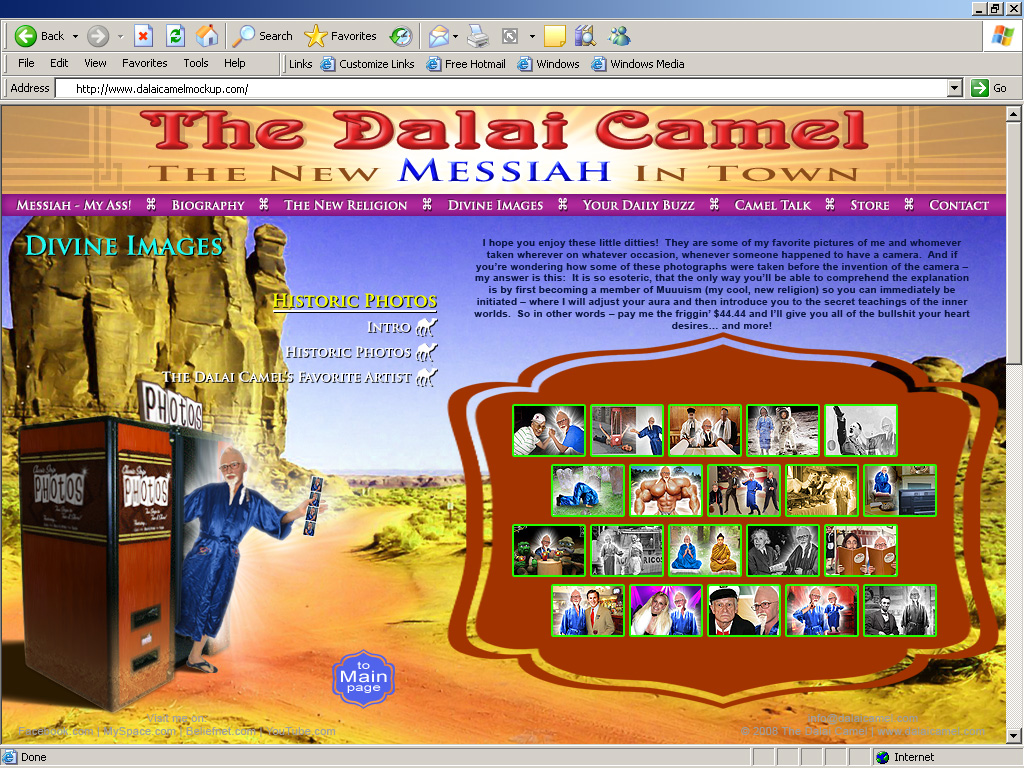 Back
Search
Favorites
File Edit View Favorites Tools Help
Links Customize Links Free Hotmail Windows Windows Media
Address http://www.dalaicamelmockup.com/ Go
The Dalai Camel
The New Messiah In Town
Messiah - My Ass! ⌘ Biography ⌘ The New Religion ⌘ Divine Images ⌘ Your Daily Buzz ⌘ Camel Talk ⌘ Store ⌘ Contact
Divine Images
I hope you enjoy these little ditties! They are some of my favorite pictures of me and whomever
taken wherever on whatever occasion, whenever someone happened to have a camera. And if
you're wondering how some of these photographs were taken before the invention of the camera –
my answer is this: It is so esoteric, that the only way you'll be able to comprehend the explanation
is by first becoming a member of Muuuism (my cool, new religion) so you can immediately be
initiated – where I will adjust your aura and then introduce you to the secret teachings of the inner
worlds. So in other words – pay me the friggin' $44.44 and I'll give you all of the bullshit your heart
desires... and more!
Historic Photos
Intro
Historic Photos
The Dalai Camel's Favorite Artist
PHOTOS
PHOTOS
PHOTOS
to
Main
page
Visit me on:
Facebook.com | MySpace.com | Beliefnet.com | YouTube.com
info@dalaicamel.com
© 2008 The Dalai Camel | www.dalaicamel.com
Done
Internet